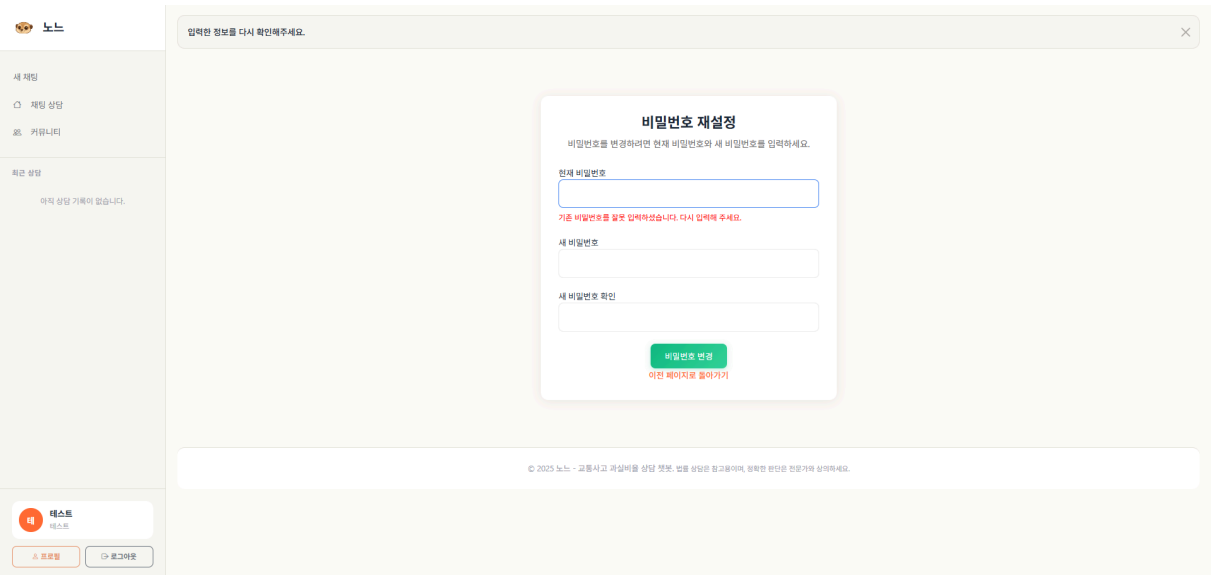 노느
새 채팅
채팅 상담
커뮤니티
최근 상담
아직 상담 기록이 없습니다.
테
테스트
테스트
프로필
로그아웃
입력한 정보를 다시 확인해주세요.
비밀번호 재설정
비밀번호를 변경하려면 현재 비밀번호와 새 비밀번호를 입력하세요.
현재 비밀번호
기존 비밀번호를 잘못 입력하셨습니다. 다시 입력해 주세요.
새 비밀번호
새 비밀번호 확인
비밀번호 변경
이전 페이지로 돌아가기
© 2025 노느 - 교통사고 과실비율 상담 챗봇. 법률 상담은 참고용이며, 정확한 판단은 전문가와 상의하세요.